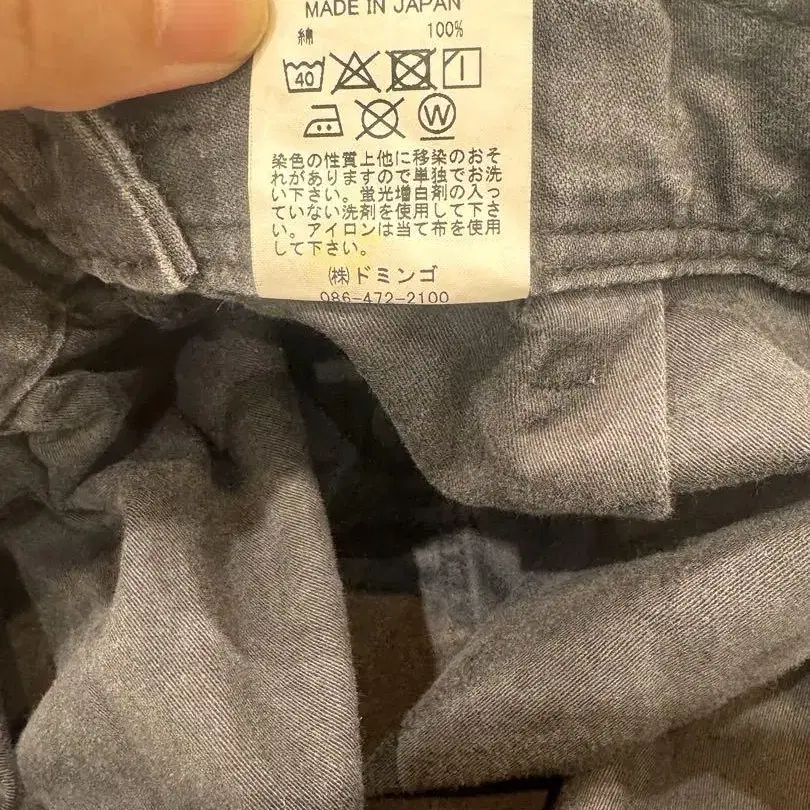 MADE IN JAPAN
綿 100%
40
W
染色の性質上他に移染のおそ
れがありますので単独でお洗
い下さい。蛍光増白剤の入っ
ていない洗剤を使用して下さ
い。アイロンは当て布を使用
して下さい。
㈱ドミンゴ
086-472-2100